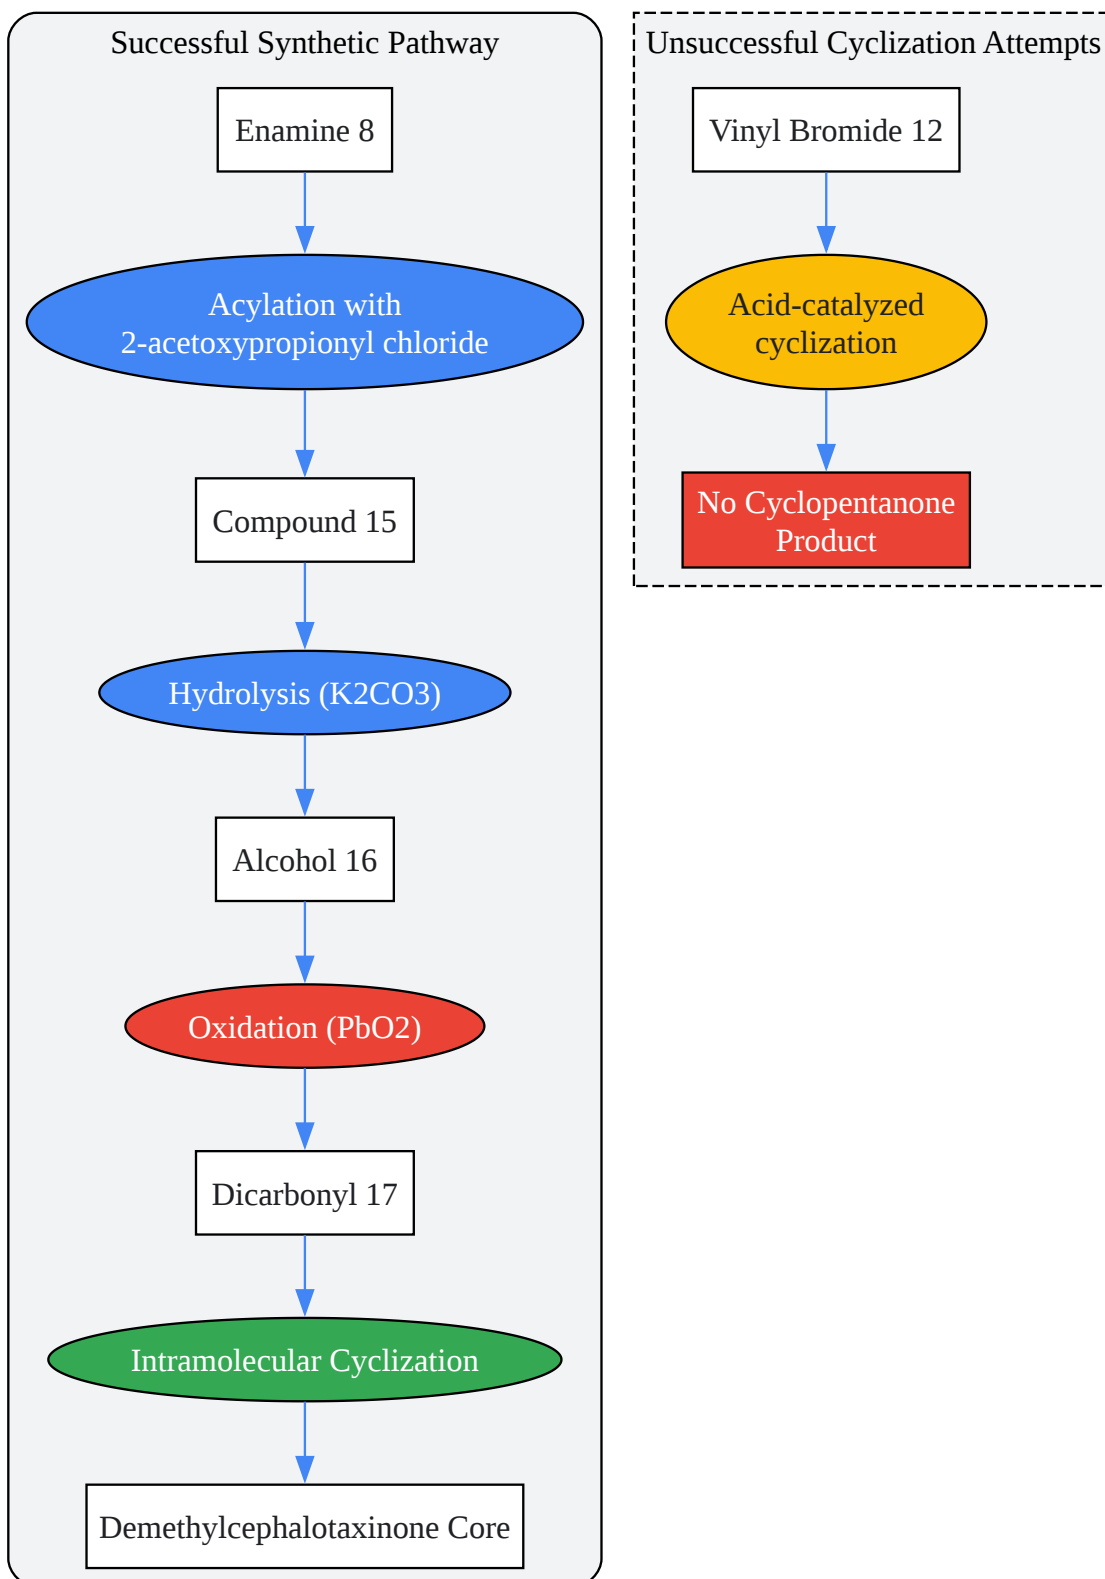 Successful Synthetic Pathway
Enamine 8
Acylation with
2-acetoxypropionyl chloride
Compound 15
Hydrolysis (K2CO3)
Alcohol 16
Oxidation (PbO2)
Dicarbonyl 17
Intramolecular Cyclization
Demethylcephalotaxinone Core
Unsuccessful Cyclization Attempts
Vinyl Bromide 12
Acid-catalyzed
cyclization
No Cyclopentanone
Product